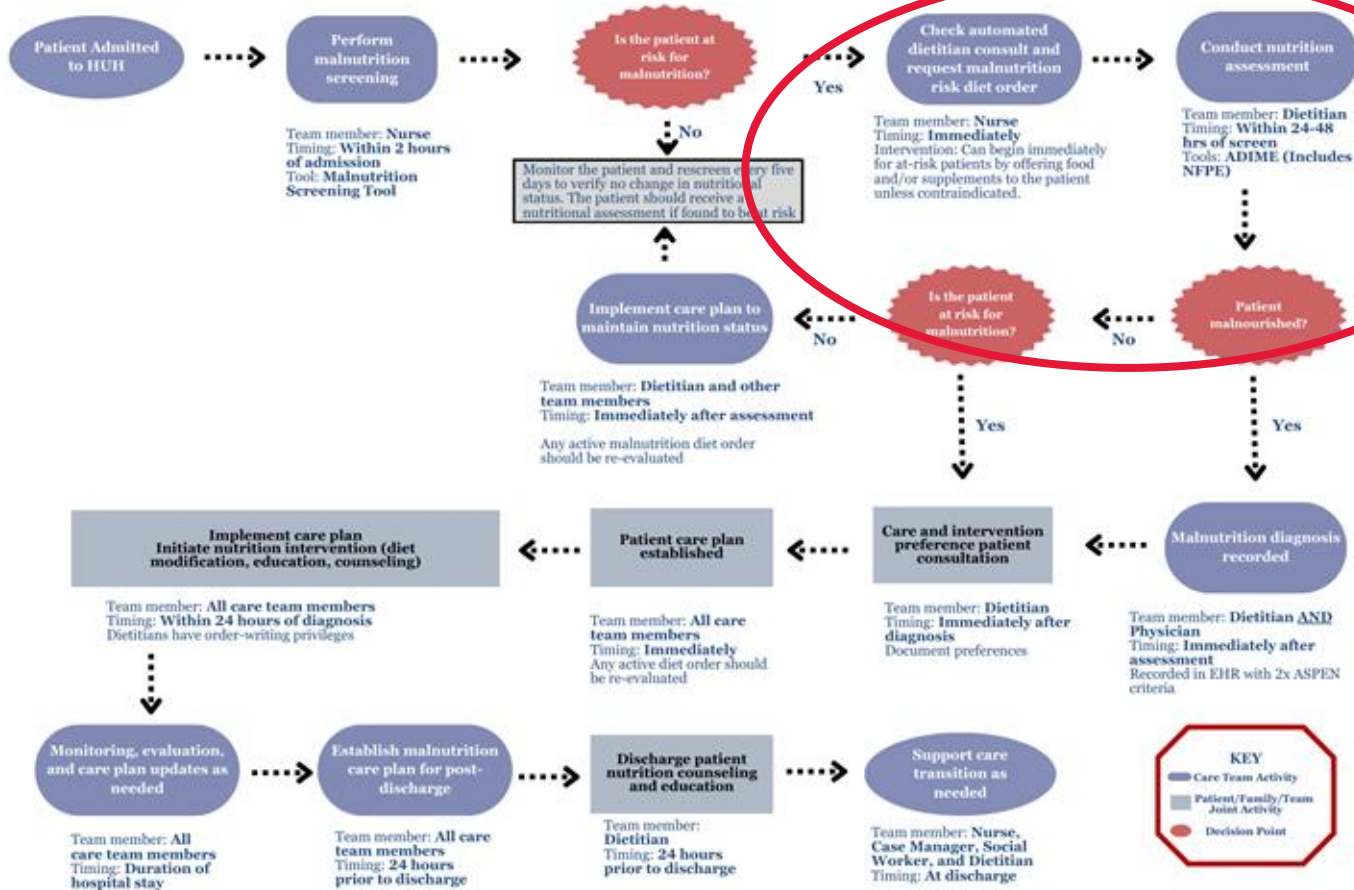 Patient Admitted
to HUH
Perform
malnutrition
screening
Team member: Nurse
Timing: Within 2 hours
of admission
Tool: Malnutrition
Screening Tool
Is the patient at
risk for
malnutrition?
Yes
No
Monitor the patient and rescreen every five
days to verify no change in nutritional
status. The patient should receive a
nutritional assessment if found to be at risk
Check automated
dietitian consult and
request malnutrition
risk diet order
Team member: Nurse
Timing: Immediately
Intervention: Can begin immediately
for at-risk patients by offering food
and/or supplements to the patient
unless contraindicated.
Conduct nutrition
assessment
Team member: Dietitian
Timing: Within 24-48
hrs of screen
Tools: ADIME (Includes
NFPE)
Patient
malnourished?
No
Is the patient
at risk for
malnutrition?
No
Implement care plan to
maintain nutrition status
Team member: Dietitian and other
team members
Timing: Immediately after assessment
Any active malnutrition diet order
should be re-evaluated
Yes
Yes
Malnutrition diagnosis
recorded
Team member: Dietitian AND
Physician
Timing: Immediately after
assessment
Recorded in EHR with 2x ASPEN
criteria
Care and intervention
preference patient
consultation
Team member: Dietitian
Timing: Immediately after
diagnosis
Document preferences
Patient care plan
established
Team member: All care
team members
Timing: Immediately
Any active diet order should
be re-evaluated
Implement care plan
Initiate nutrition intervention (diet
modification, education, counseling)
Team member: All care team members
Timing: Within 24 hours of diagnosis
Dietitians have order-writing privileges
Monitoring, evaluation,
and care plan updates as
needed
Team member: All
care team members
Timing: Duration of
hospital stay
Establish malnutrition
care plan for post-
discharge
Team member: All care
team members
Timing: 24 hours
prior to discharge
Discharge patient
nutrition counseling
and education
Team member:
Dietitian
Timing: 24 hours
prior to discharge
Support care
transition as
needed
Team member: Nurse,
Case Manager, Social
Worker, and Dietitian
Timing: At discharge
KEY
Care Team Activity
Patient/Family/Team
Joint Activity
Decision Point